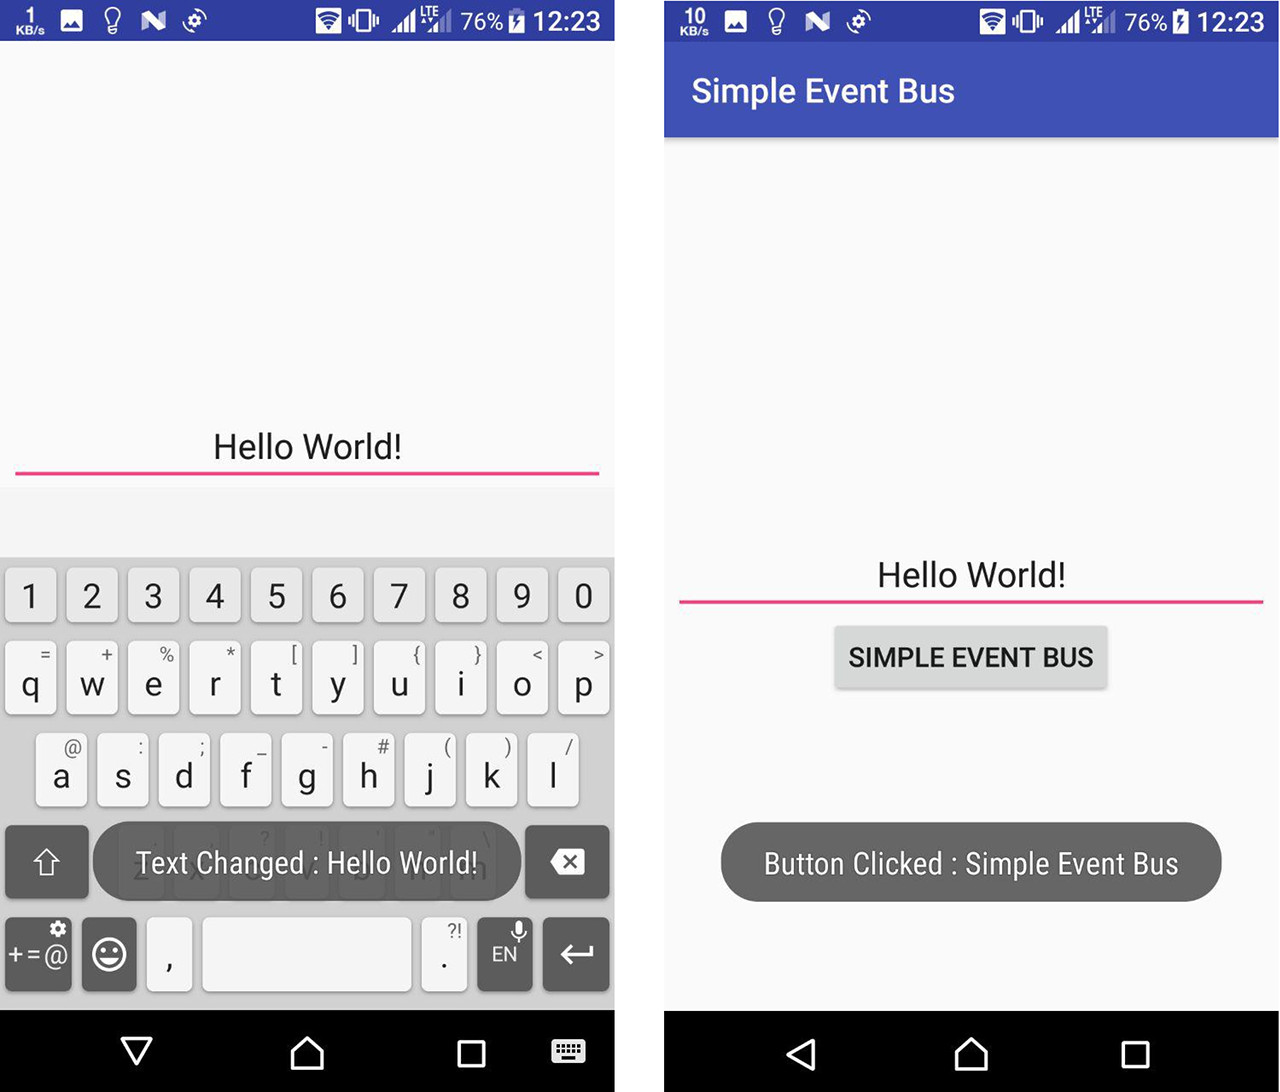 1
KB/s
LTE
76%
12:23
Hello World!
1 2 3 4 5 6 7 8 9 0
= + % * [ ] { } < >
q w e r t y u i o p
@ : ; _ - # ( ) /
a s d f g h j k l
Text Changed : Hello World!
?!
+=@ , . EN
10
KB/s
LTE
76%
12:23
Simple Event Bus
Hello World!
SIMPLE EVENT BUS
Button Clicked : Simple Event Bus